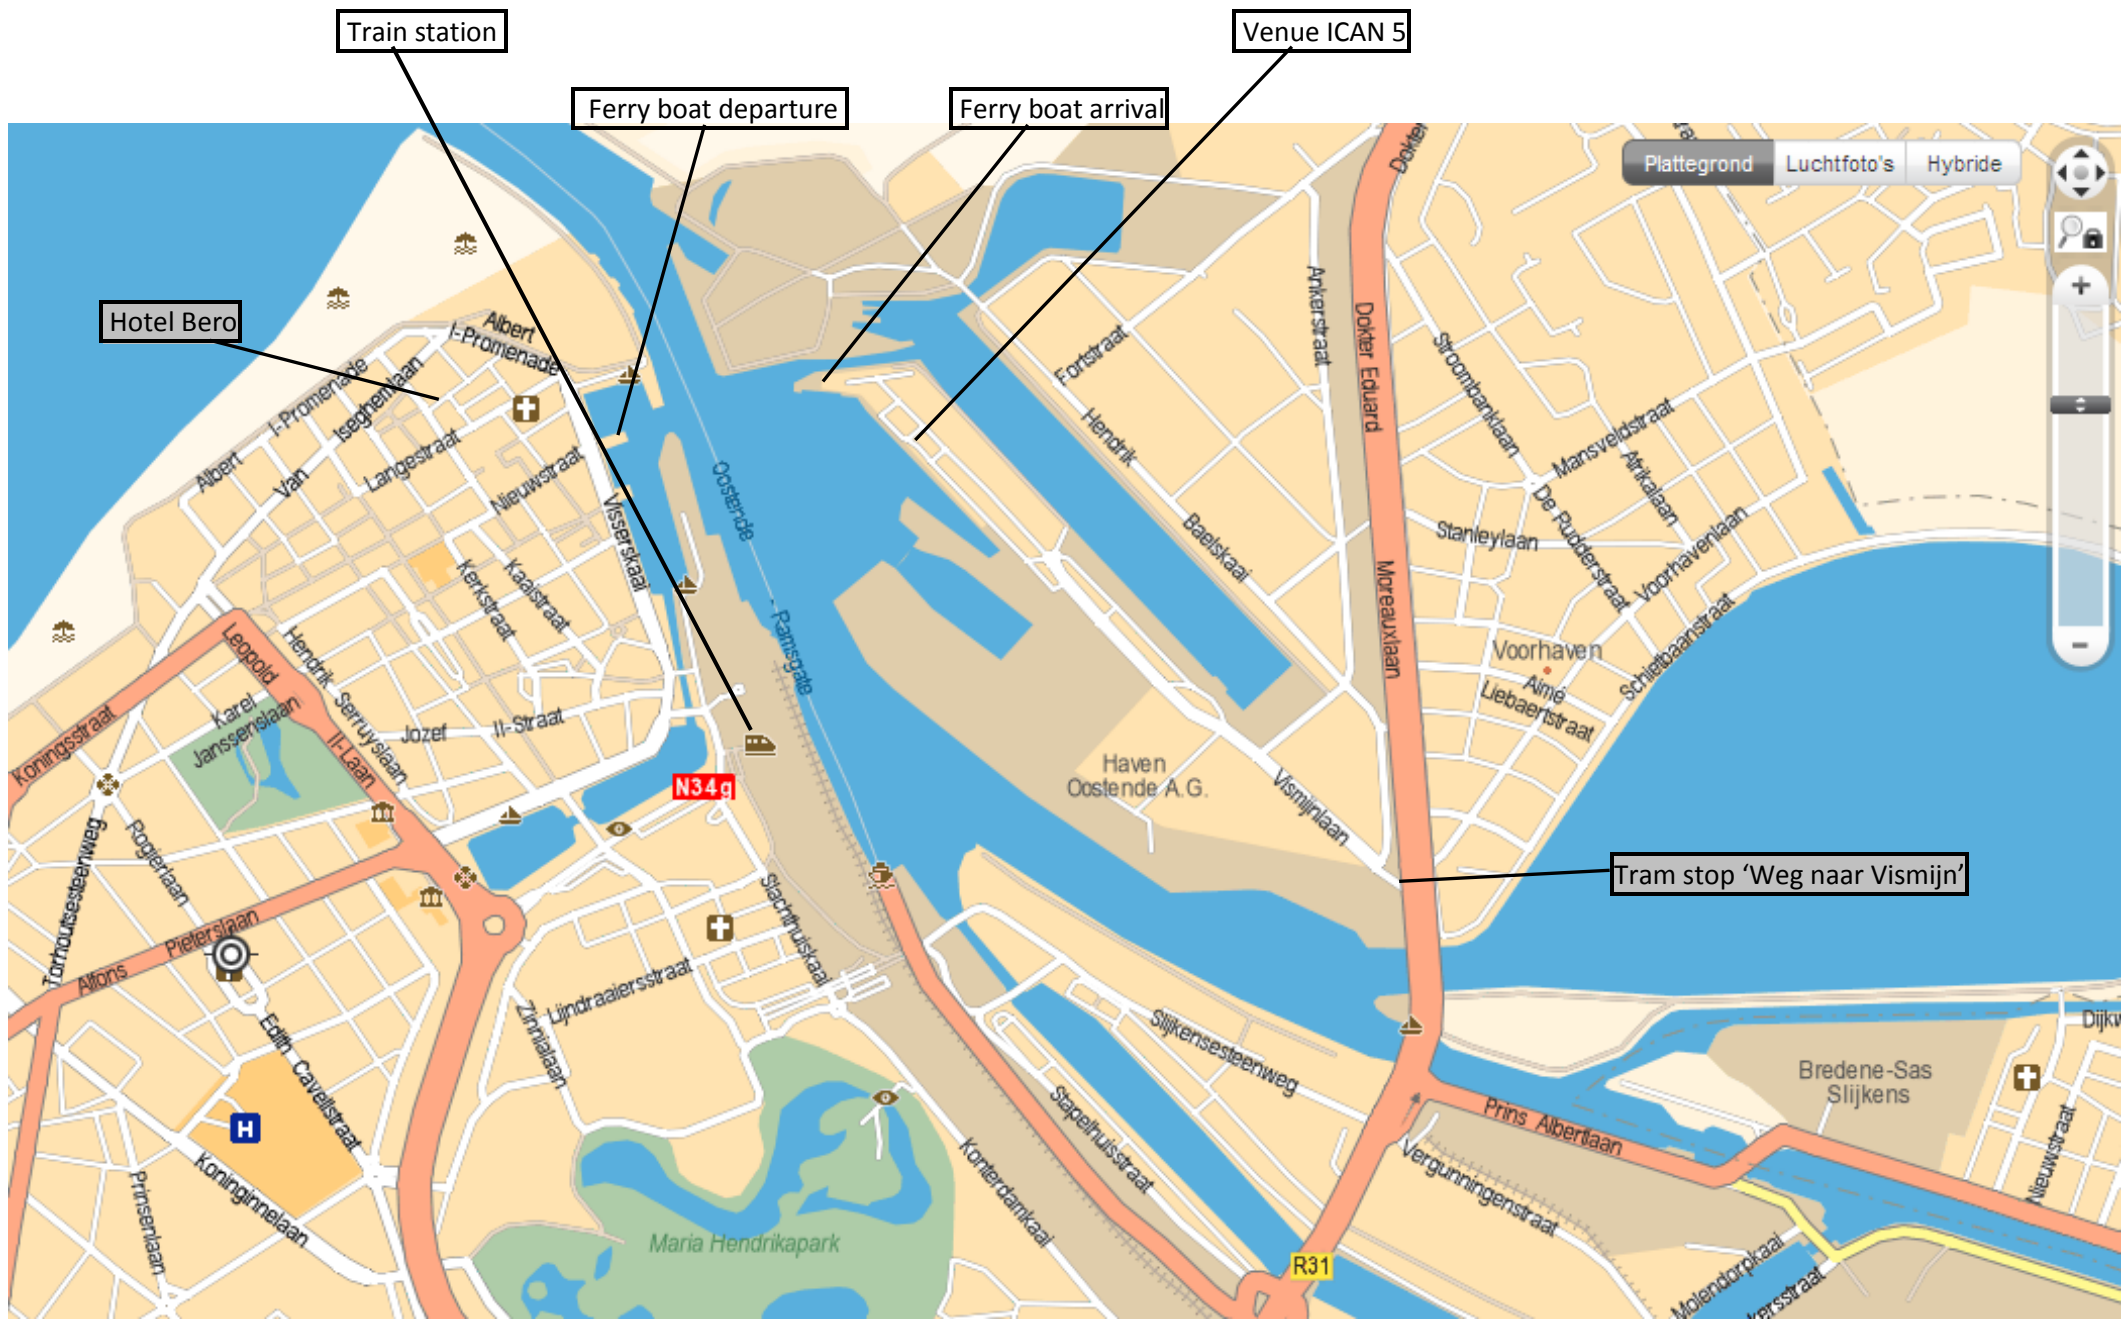 Train station
Venue ICAN 5
Ferry boat departure
Ferry boat arrival
Plattegrond
Luchtfoto's
Hybride
Hotel Bero
Albert
I-Promenade
I-Promenade
Albert
Van
Iseghemlaan
Langestraat
Nieuwstraat
Visserskaai
Kerkstraat
Kaaistraat
Oostende
- Ramsgate
Dokter
Dokter Eduard
Moreauxlaan
Ankerstraat
Fortstraat
Hendrik
Baelskaai
Stroombanklaan
Mansveldstraat
Afrikalaan
De Rudderstraat
Stanleylaan
Voorhavenlaan
Voorhaven
Aimé
Liebaertstraat
Schietbaanstraat
Leopold
II-Laan
Hendrik
Serruyslaan
Karel
Janssenslaan
Jozef
II-Straat
Koningsstraat
N34g
Haven
Oostende A.G.
Vismijnlaan
Tram stop ‘Weg naar Vismijn’
Torhoutsesteenweg
Rogierlaan
Alfons
Pieterslaan
Slachthuiskaai
Lijndraaiersstraat
Zinnialaan
Edith Cavellstraat
H
Koninginnelaan
Prinsenlaan
Maria Hendrikapark
Konterdamkaai
Stapelhuisstraat
Slijkensesteenweg
Vergunningenstraat
Prins Albertlaan
R31
Bredene-Sas
Slijkens
Nieuwstraat
Molendorpkaai
kersstraat
Dijkw